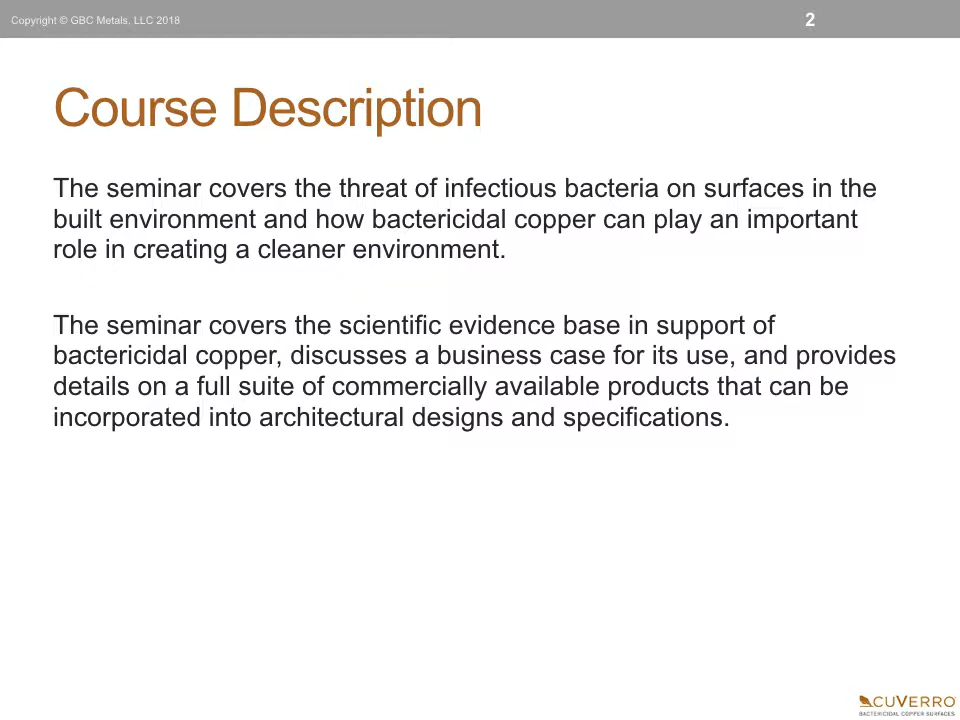 Copyright © GBC Metals, LLC 2018
2
Course Description
The seminar covers the threat of infectious bacteria on surfaces in the
built environment and how bactericidal copper can play an important
role in creating a cleaner environment.
The seminar covers the scientific evidence base in support of
bactericidal copper, discusses a business case for its use, and provides
details on a full suite of commercially available products that can be
incorporated into architectural designs and specifications.
CUVERRO
BACTERICIDAL COPPER SURFACES